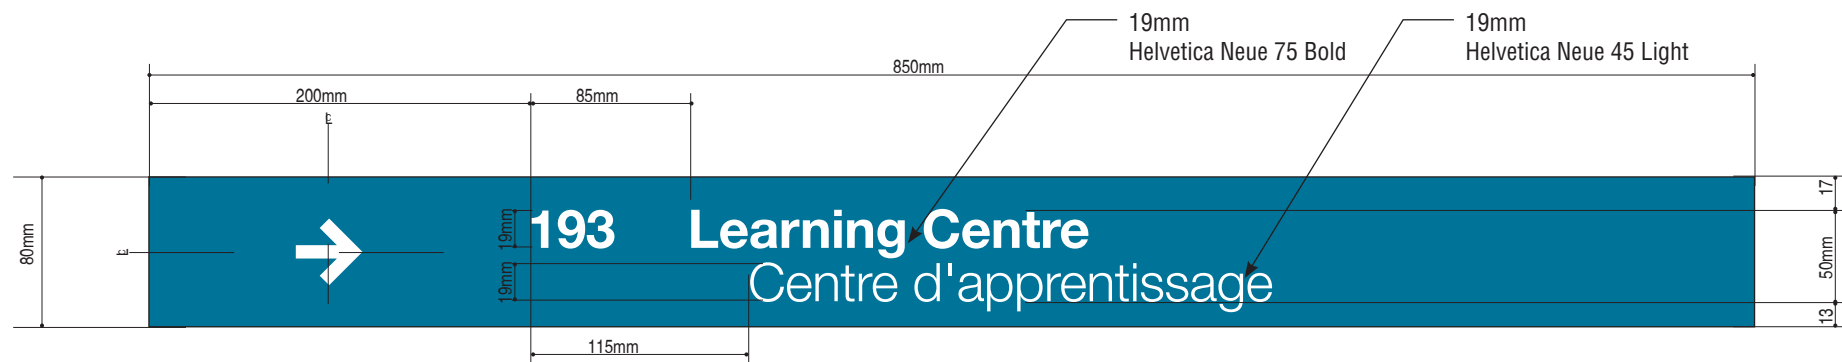 19mm
Helvetica Neue 75 Bold
19mm
Helvetica Neue 45 Light
850mm
200mm
85mm
80mm
19mm
193 Learning Centre
19mm
Centre d'apprentissage
115mm
17
50mm
13